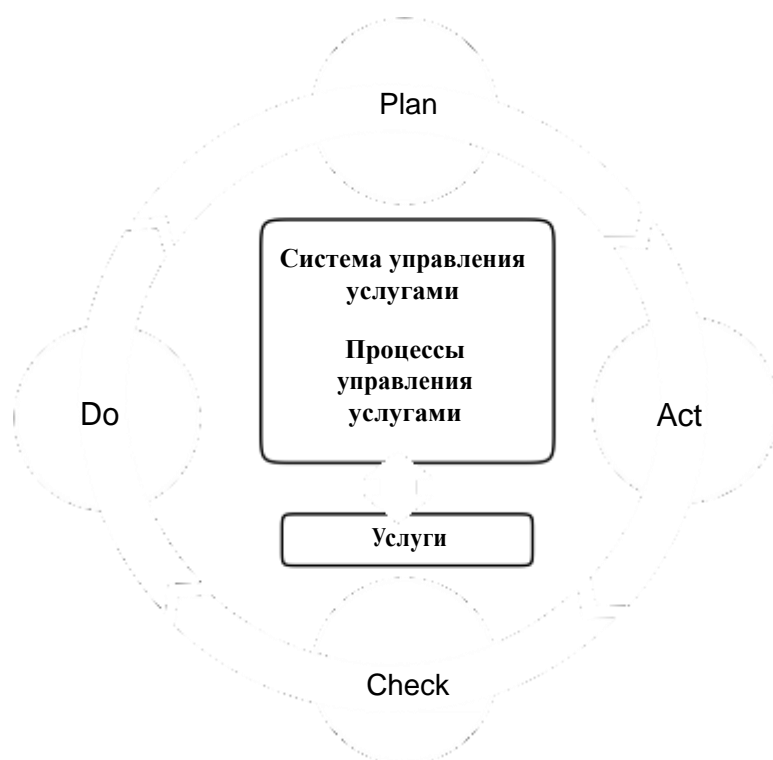 Plan
Система управления
услугами
Процессы
управления
услугами
Do
Act
Услуги
Check